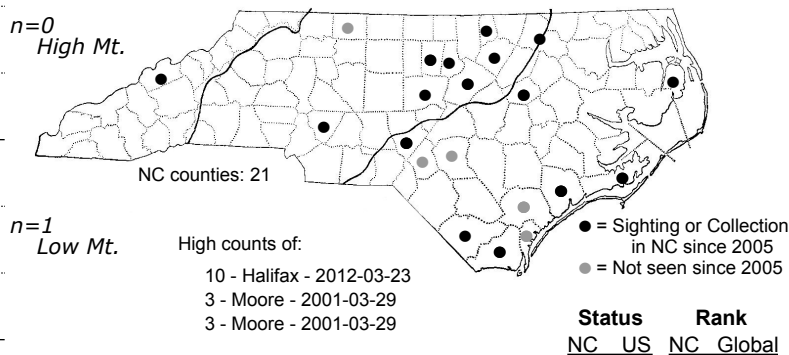 n=0
High Mt.
NC counties: 21
n=1
Low Mt.
High counts of:
10 - Halifax - 2012-03-23
3 - Moore - 2001-03-29
3 - Moore - 2001-03-29
= Sighting or Collection
in NC since 2005
= Not seen since 2005
Status Rank
NC US NC Global